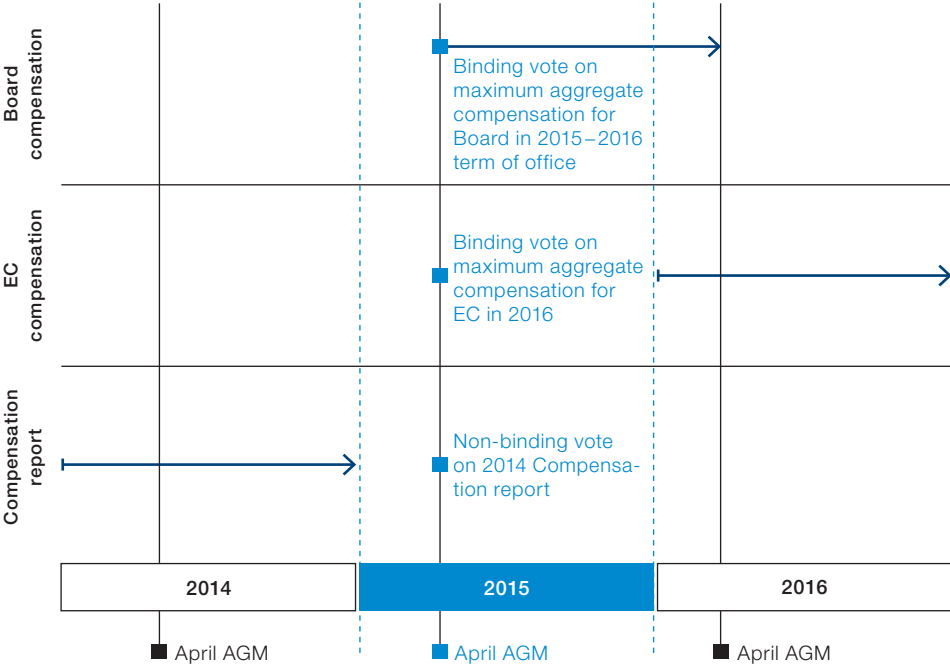 Board
compensation
Binding vote on
maximum aggregate
compensation for
Board in 2015–2016
term of office
EC
compensation
Binding vote on
maximum aggregate
compensation for
EC in 2016
Compensation
report
Non-binding vote
on 2014 Compensa-
tion report
2014
2015
2016
April AGM
April AGM
April AGM